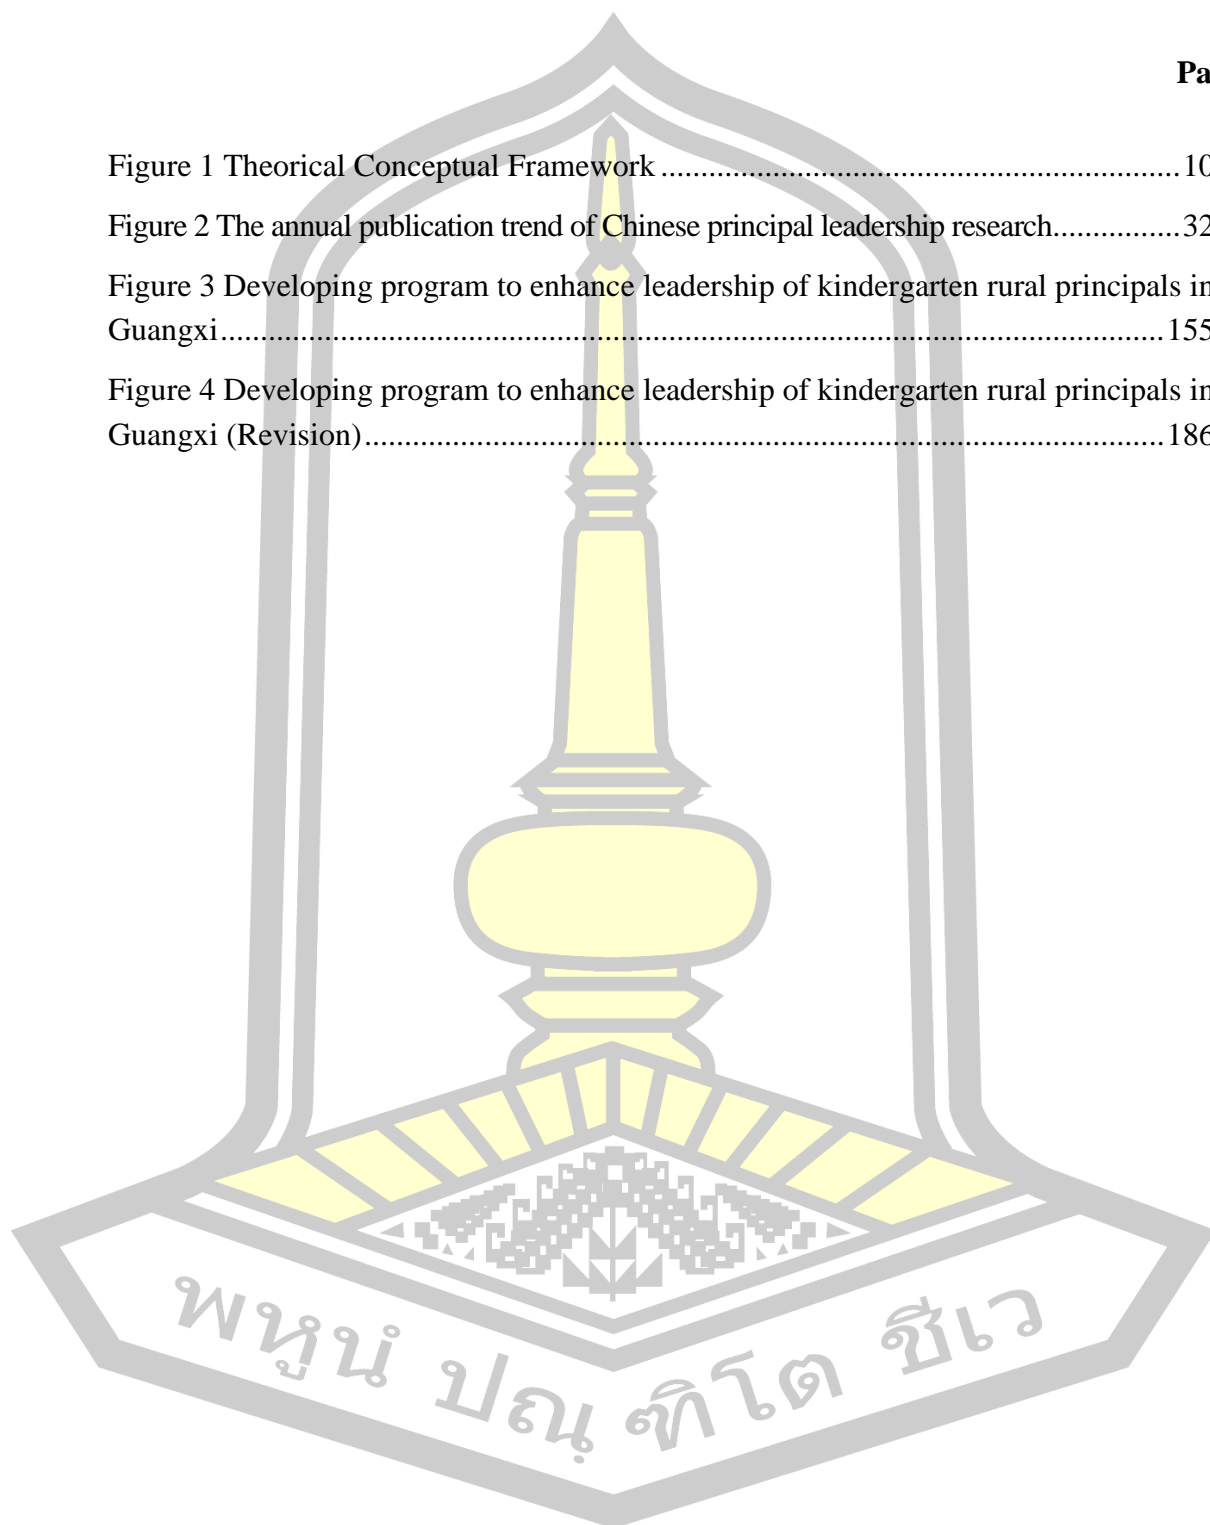 Pa
Figure 1 Theorical Conceptual Framework ............................................................. 10
Figure 2 The annual publication trend of Chinese principal leadership research................ 32
Figure 3 Developing program to enhance leadership of kindergarten rural principals in
Guangxi ............................................................................................................... 155
Figure 4 Developing program to enhance leadership of kindergarten rural principals in
Guangxi (Revision) .............................................................................................. 186
พหูนํ ปณฺฑิโต ชีเว